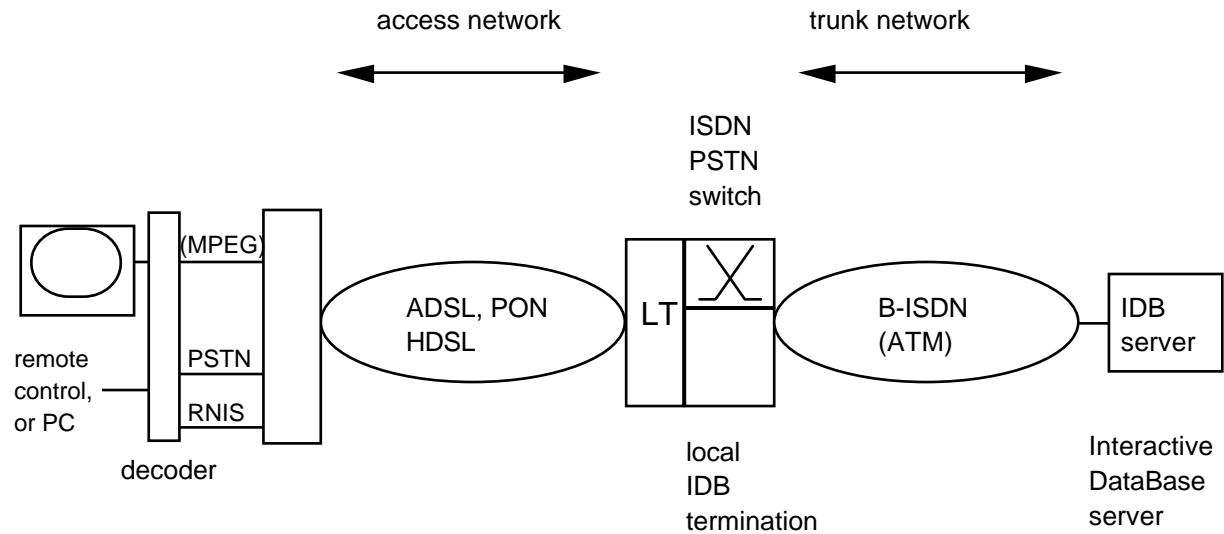 access network
trunk network
ISDN
PSTN
switch
(MPEG)
ADSL, PON
HDSL
LT
B-ISDN
(ATM)
IDB
server
remote
control,
or PC
PSTN
RNIS
decoder
local
IDB
termination
Interactive
DataBase
server